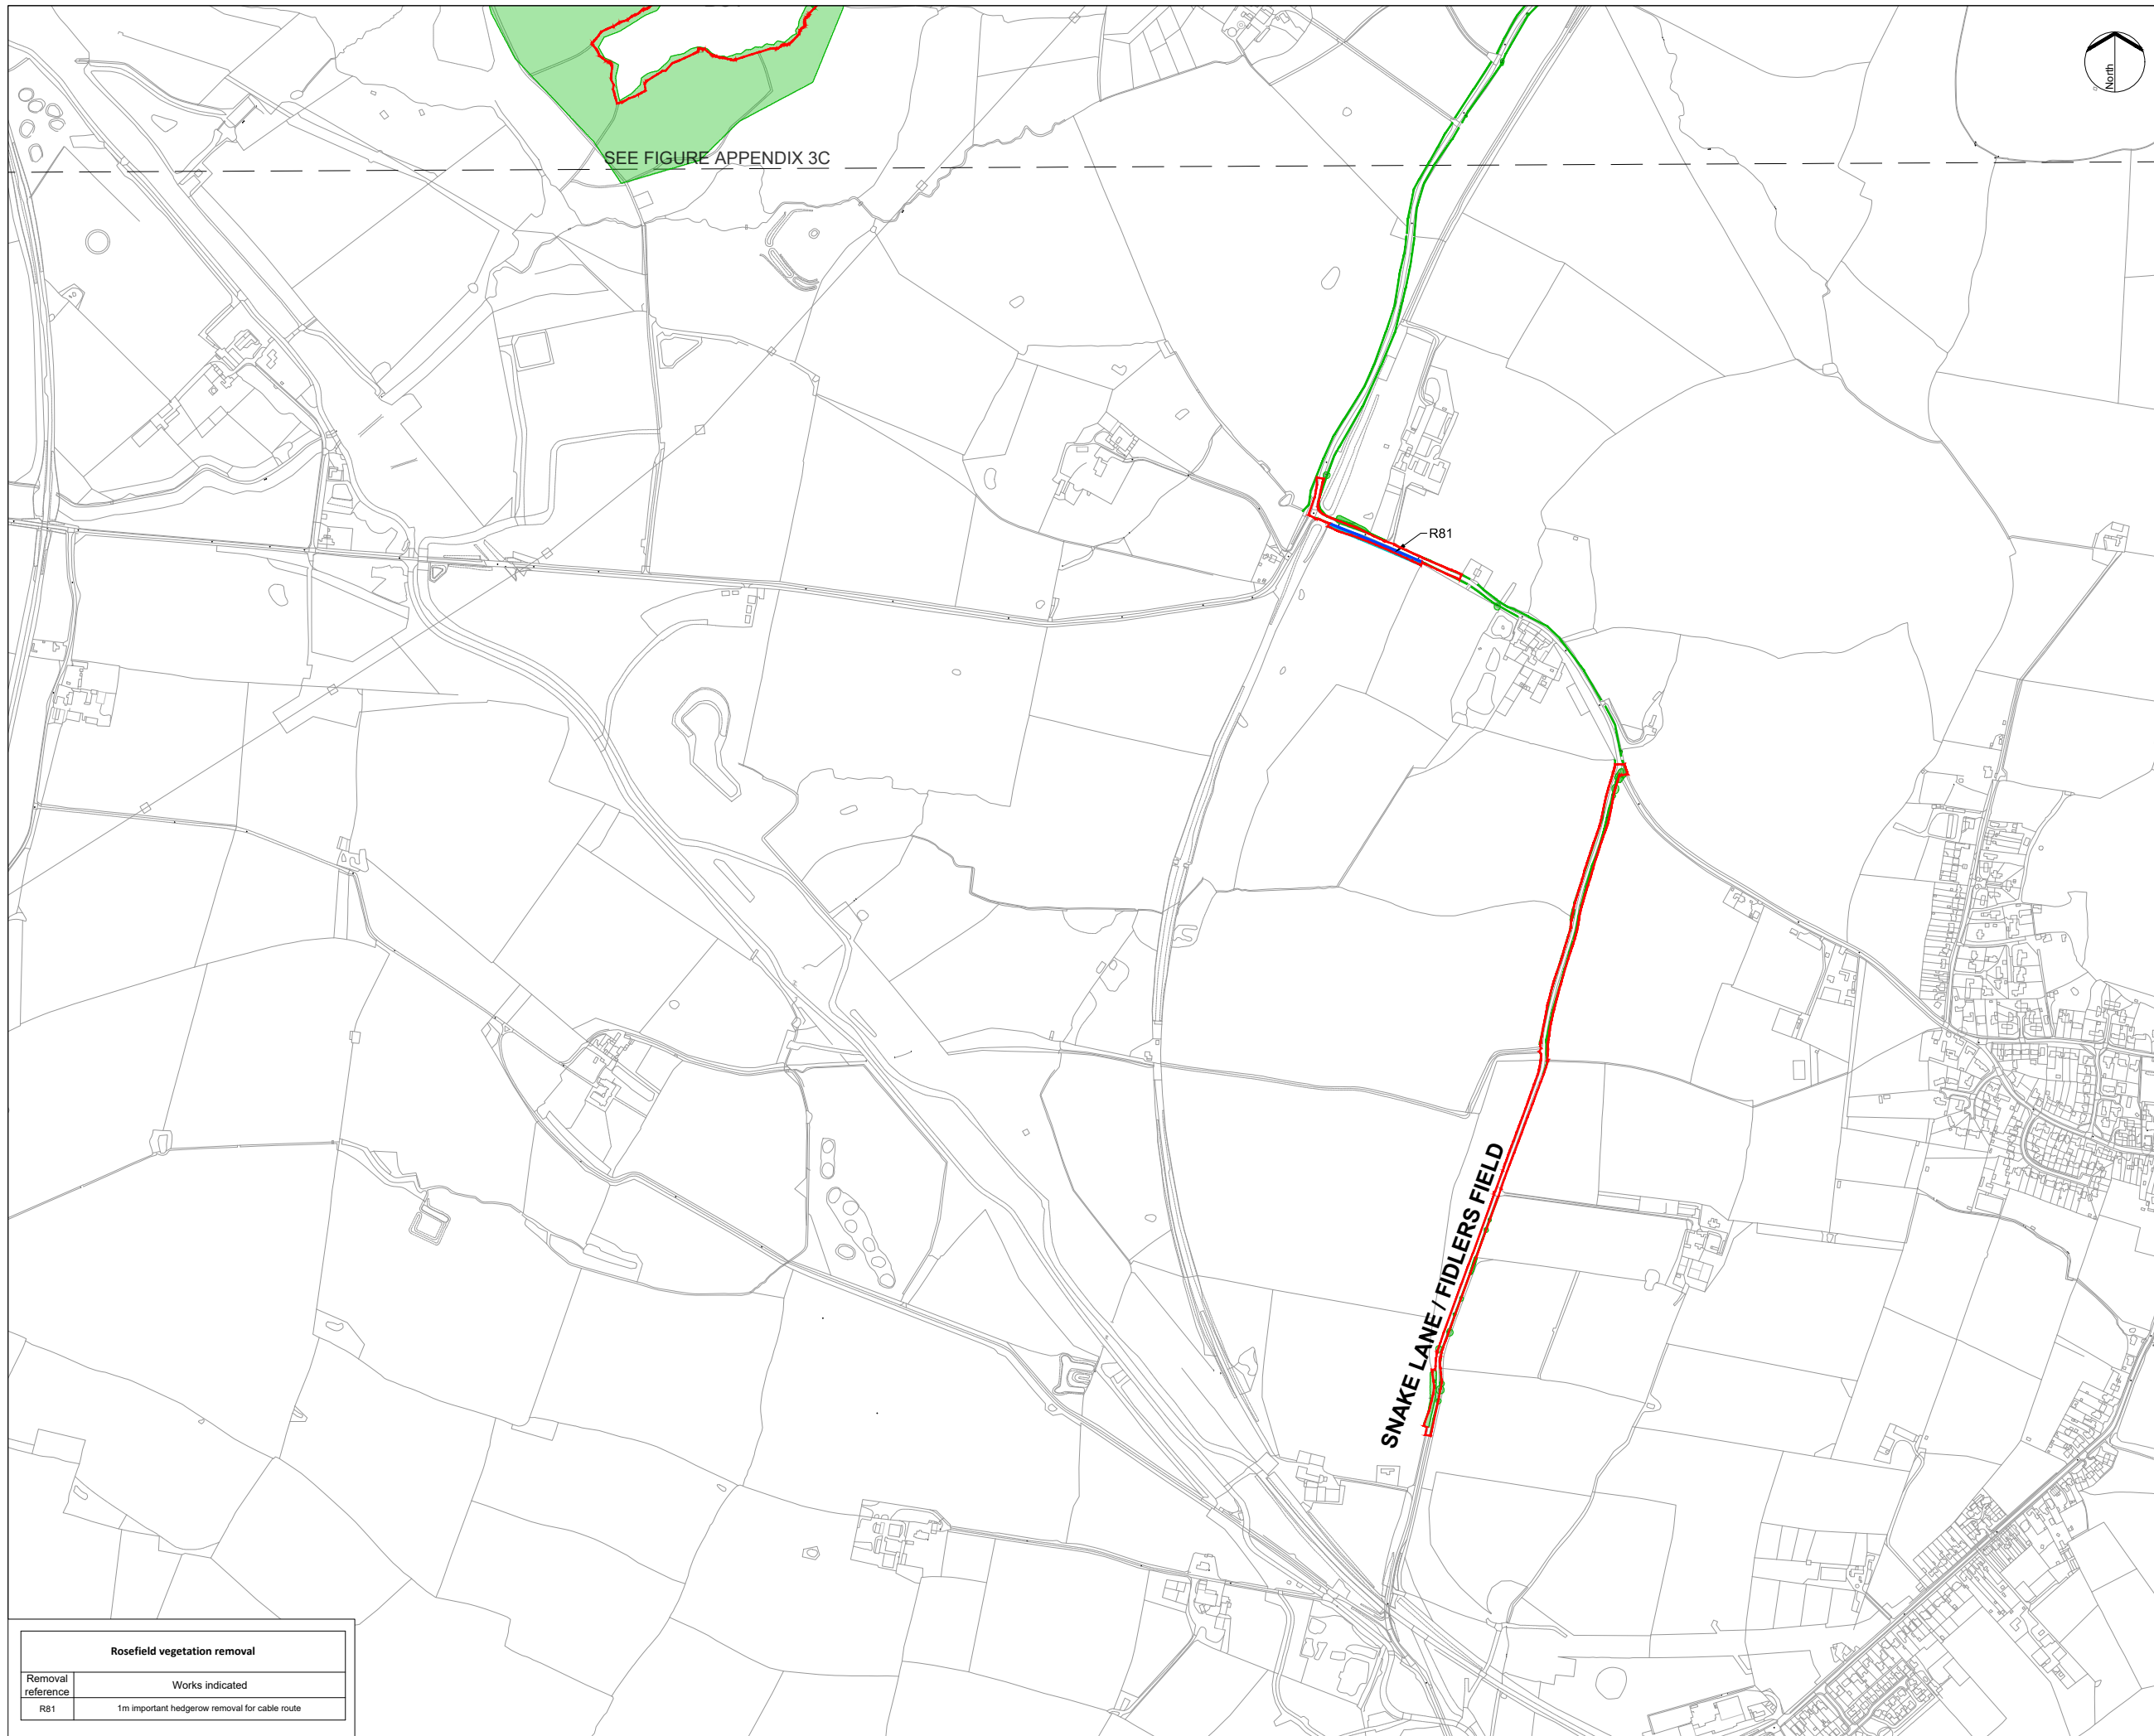 North
SEE FIGURE APPENDIX 3C
R81
SNAKE LANE / FIDLERS FIELD
Rosefield vegetation removal
Removal reference
Works indicated
R81
1m important hedgerow removal for cable route